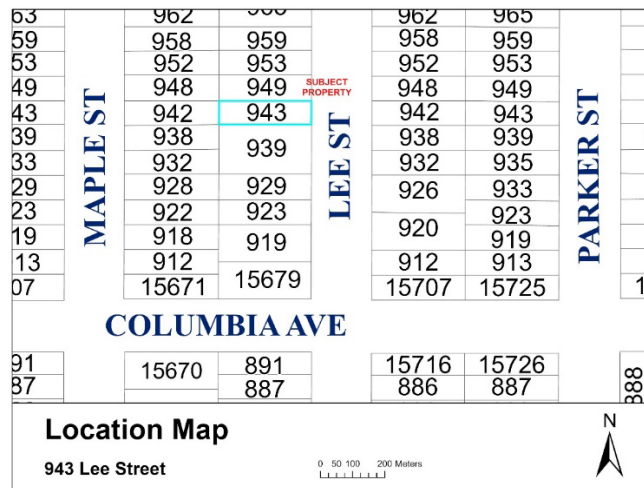 63 962 960 962 965
59 958 959 958 959
53 952 953 952 953
49 948 949 SUBJECT PROPERTY 948 949
43 942 943 942 943
39 938 939 938 939
33 932 932 935
29 928 929 926 933
23 922 923 920 923
19 918 919 919
13 912 912 913
07 15671 15679 15707 15725 1
MAPLE ST
LEE ST
PARKER ST
COLUMBIA AVE
91 15670 891 15716 15726
87 887 886 887 888
Location Map
943 Lee Street
0 50 100 200 Meters
N